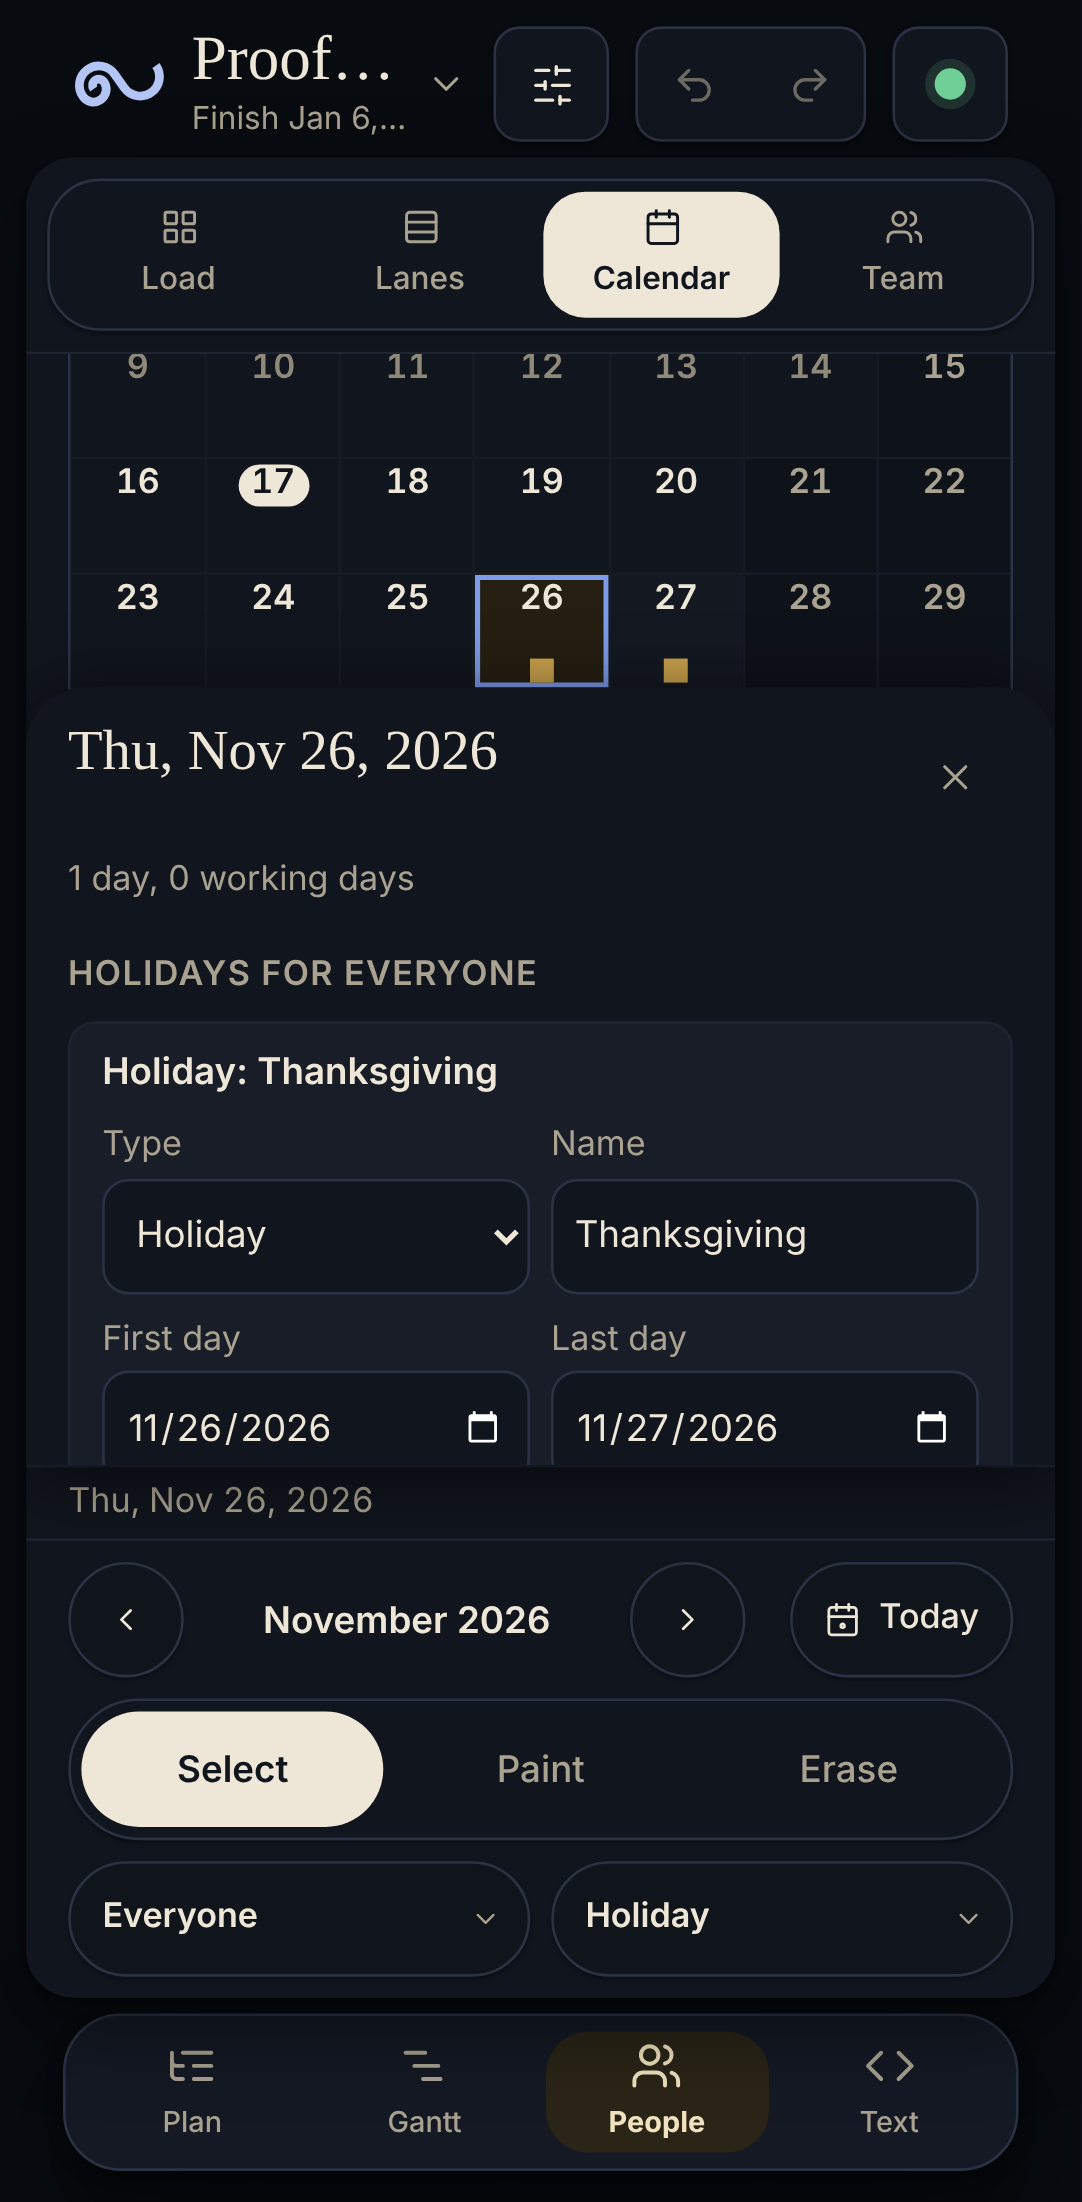 Proof...
Finish Jan 6,...
Load Lanes Calendar Team
9 10 11 12 13 14 15
16 17 18 19 20 21 22
23 24 25 26 27 28 29
Thu, Nov 26, 2026
1 day, 0 working days
HOLIDAYS FOR EVERYONE
Holiday: Thanksgiving
Type Name
Holiday Thanksgiving
First day Last day
11/26/2026 11/27/2026
Thu, Nov 26, 2026
November 2026 Today
Select Paint Erase
Everyone Holiday
Plan Gantt People Text